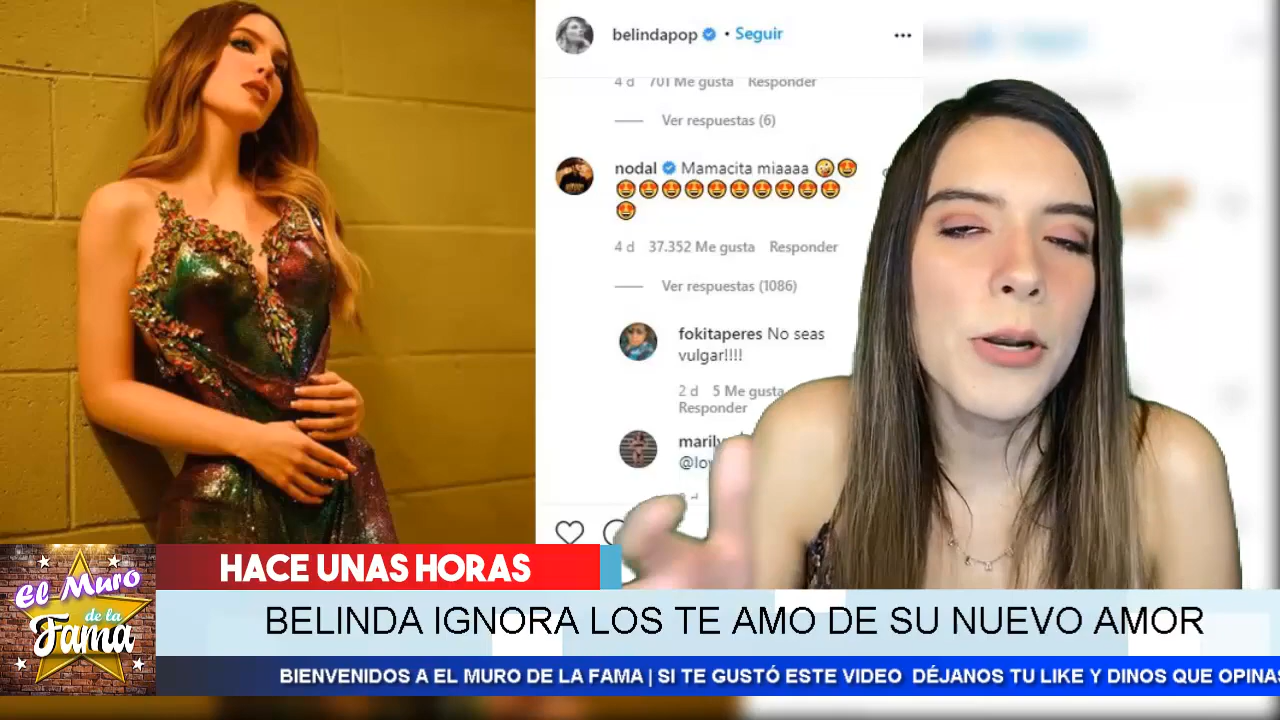 belindapop • Seguir
4 d 701 Me gusta Responder
Ver respuestas (6)
nodal Mamacita miaaaa 🤪🤩
🤩🤩🤩🤩🤩🤩🤩🤩🤩🤩
🤩
4 d 37.352 Me gusta Responder
Ver respuestas (1086)
fokitaperes No seas
vulgar!!!!
2 d 5 Me gusta
Responder
HACE UNAS HORAS
El Muro
de la
Fama
BELINDA IGNORA LOS TE AMO DE SU NUEVO AMOR
BIENVENIDOS A EL MURO DE LA FAMA | SI TE GUSTÓ ESTE VIDEO DÉJANOS TU LIKE Y DINOS QUE OPINAS